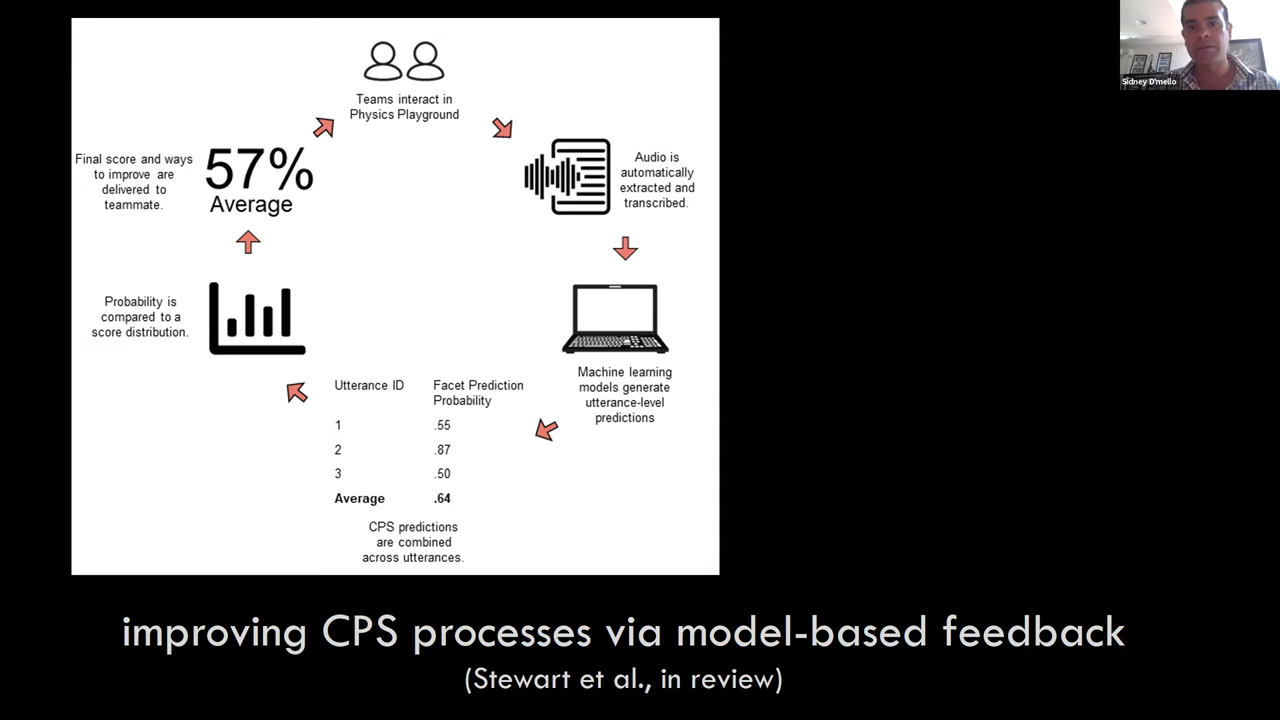 Sidney D'mello
Teams interact in
Physics Playground
Audio is
automatically
extracted and
transcribed.
Machine learning
models generate
utterance-level
predictions
Utterance ID Facet Prediction
Probability
1 .55
2 .87
3 .50
Average .64
CPS predictions
are combined
across utterances.
Probability is
compared to a
score distribution.
Final score and ways
to improve are
delivered to
teammate.
57%
Average
improving CPS processes via model-based feedback
(Stewart et al., in review)